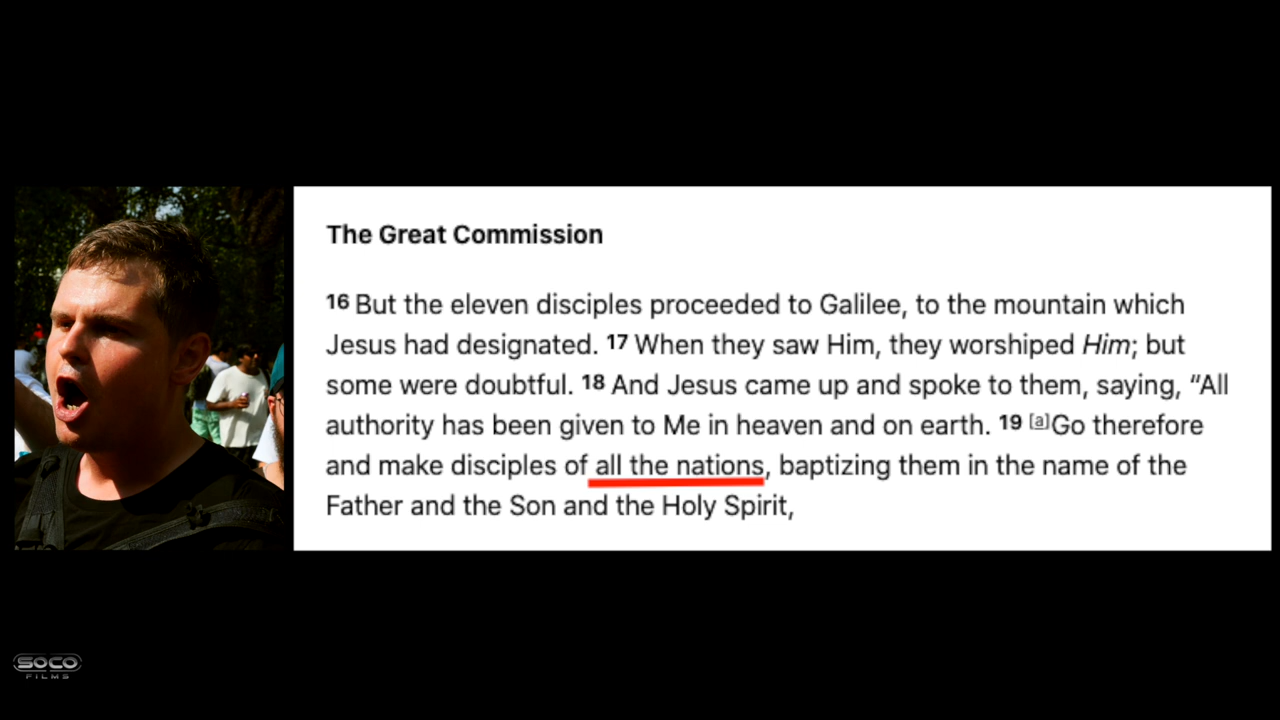 The Great Commission
16 But the eleven disciples proceeded to Galilee, to the mountain which
Jesus had designated. 17 When they saw Him, they worshiped Him; but
some were doubtful. 18 And Jesus came up and spoke to them, saying, “All
authority has been given to Me in heaven and on earth. 19 [a]Go therefore
and make disciples of all the nations, baptizing them in the name of the
Father and the Son and the Holy Spirit,
SOCO
FILMS